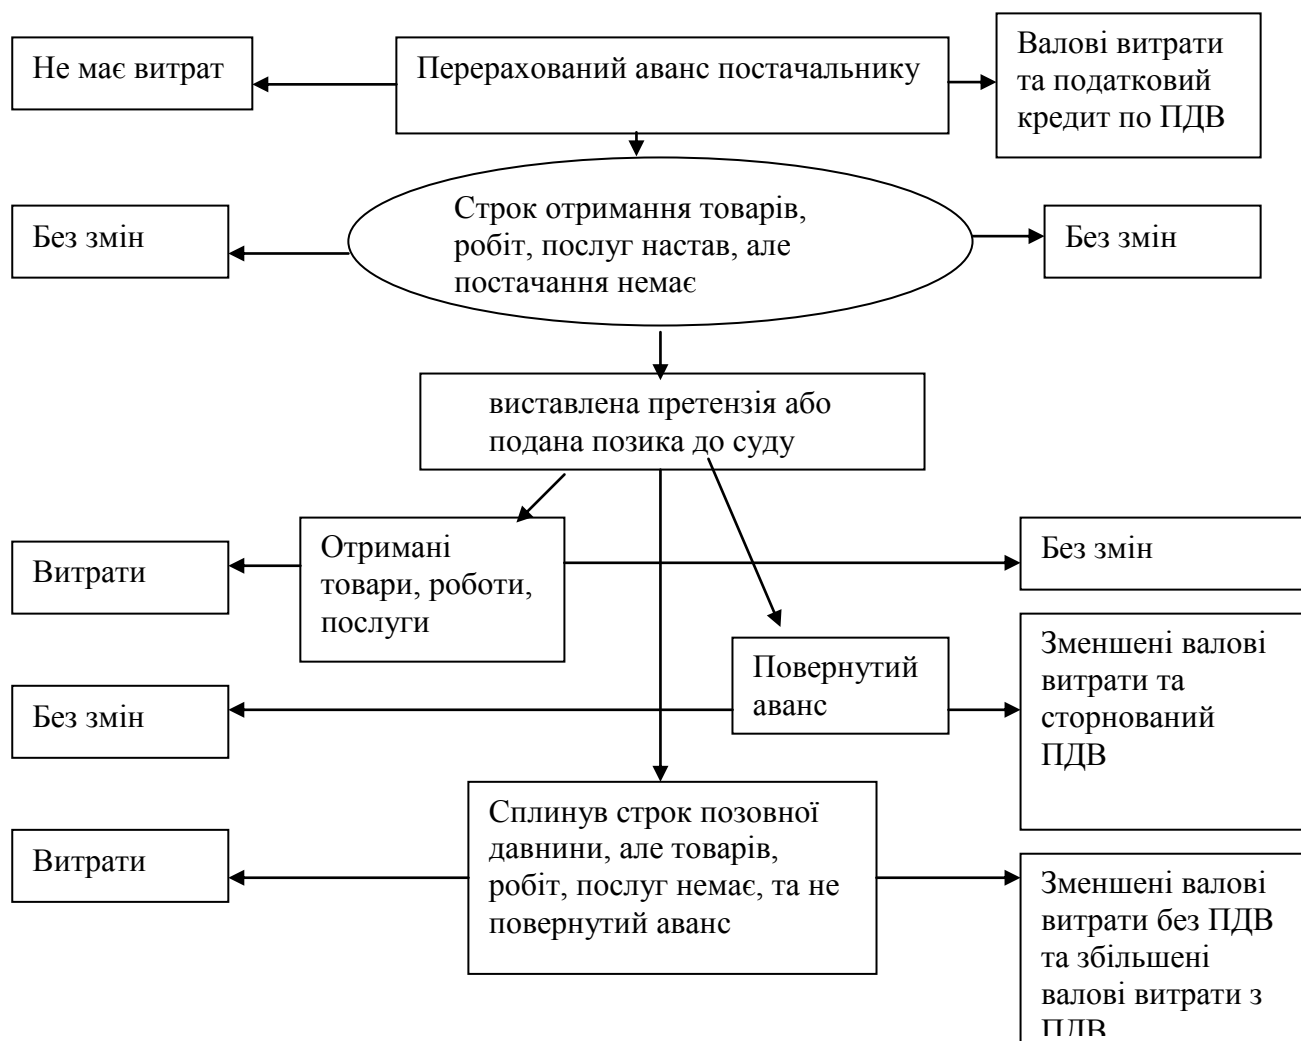 Не має витрат
Перерахований аванс постачальнику
Валові витрати
та податковий
кредит по ПДВ
Без змін
Строк отримання товарів,
робіт, послуг настав, але
постачання немає
Без змін
виставлена претензія або
подана позика до суду
Витрати
Отримані
товари, роботи,
послуги
Без змін
Без змін
Повернутий
аванс
Зменшені валові
витрати та
сторнований
ПДВ
Витрати
Сплинув строк позовної
давнини, але товарів,
робіт, послуг немає, та не
повернутий аванс
Зменшені валові
витрати без ПДВ
та збільшені
валові витрати з
ПДВ